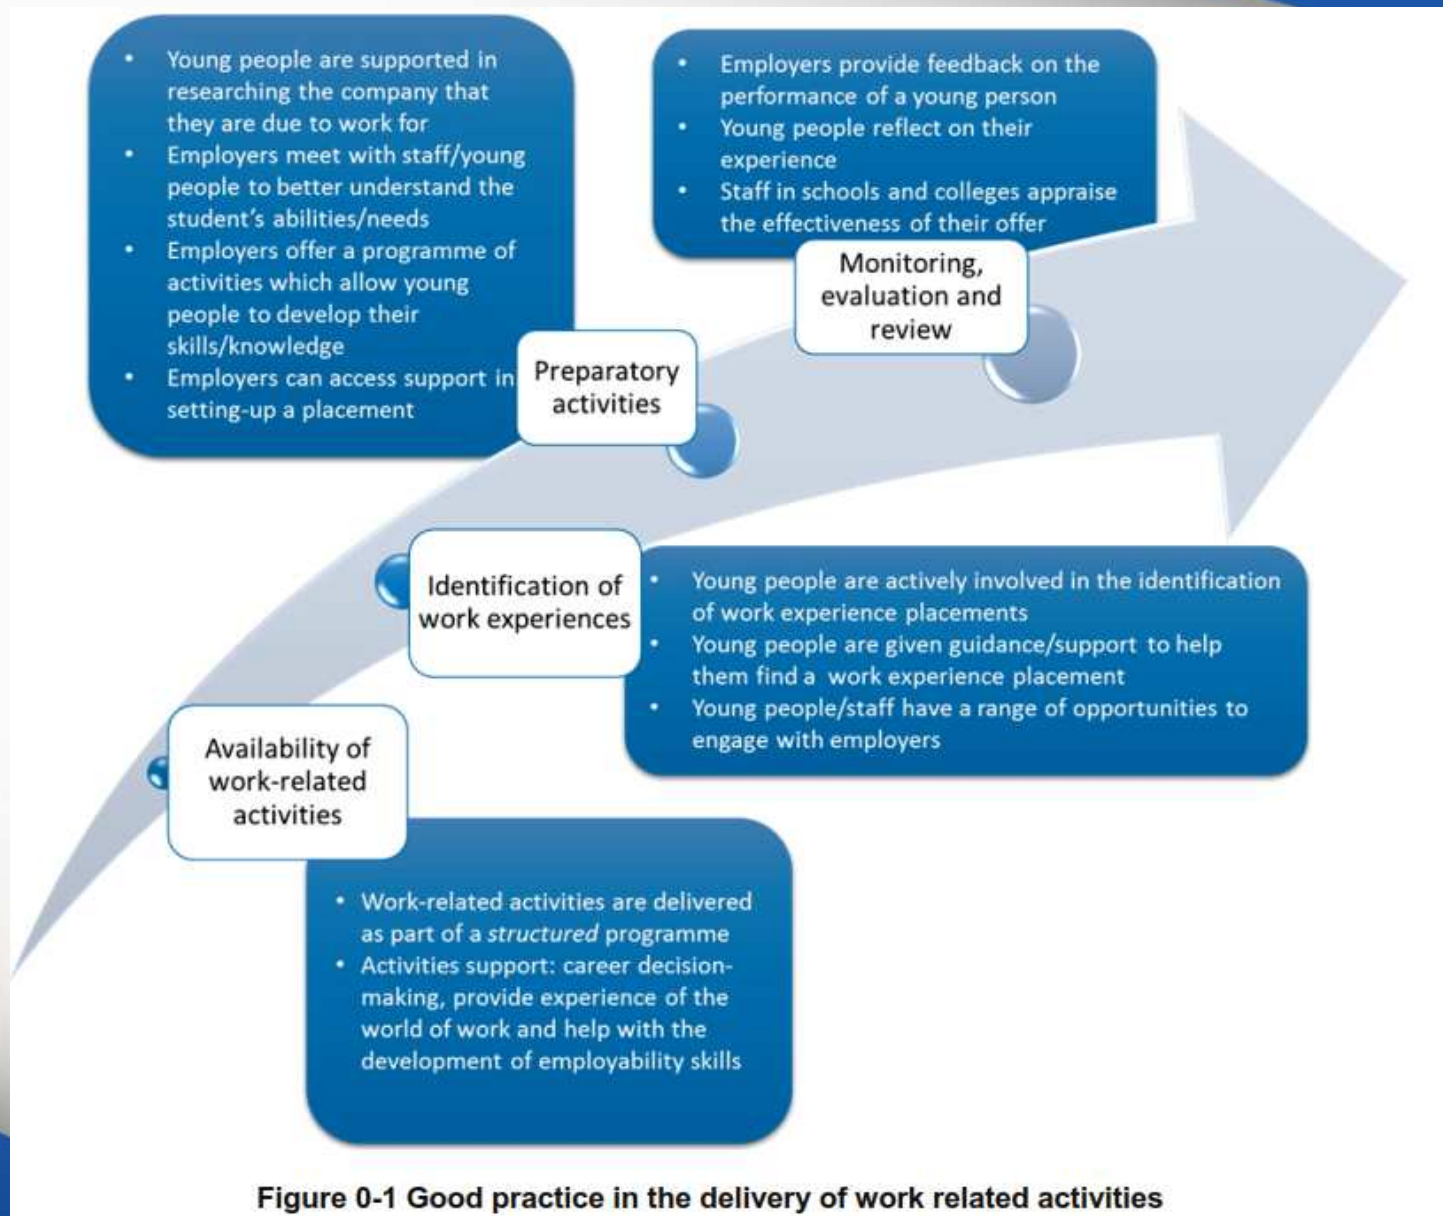 • Young people are supported in
researching the company that
they are due to work for
• Employers meet with staff/young
people to better understand the
student's abilities/needs
• Employers offer a programme of
activities which allow young
people to develop their
skills/knowledge
• Employers can access support in
setting-up a placement
Preparatory
activities
• Employers provide feedback on the
performance of a young person
• Young people reflect on their
experience
• Staff in schools and colleges appraise
the effectiveness of their offer
Monitoring,
evaluation and
review
Identification of
work experiences
• Young people are actively involved in the identification
of work experience placements
• Young people are given guidance/support to help
them find a work experience placement
• Young people/staff have a range of opportunities to
engage with employers
Availability of
work-related
activities
• Work-related activities are delivered
as part of a structured programme
• Activities support: career decision-
making, provide experience of the
world of work and help with the
development of employability skills
Figure 0-1 Good practice in the delivery of work related activities